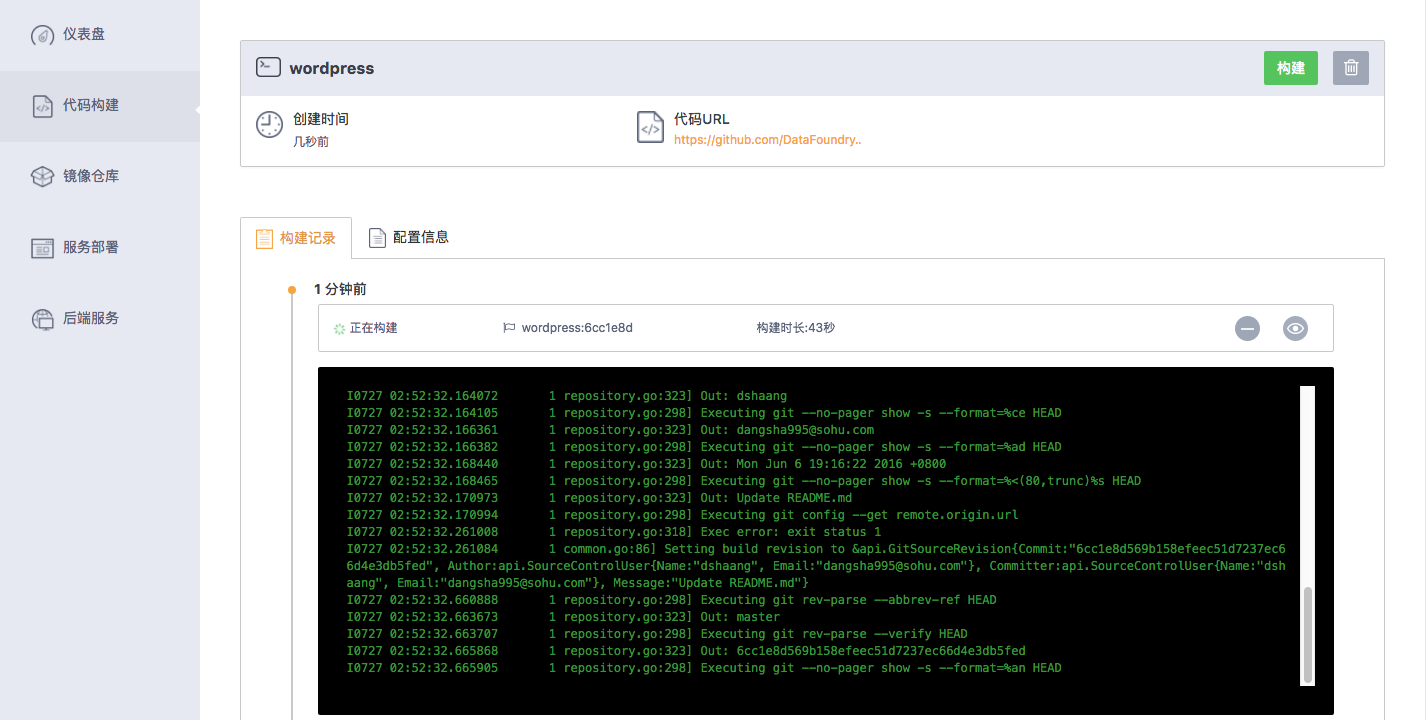 仪表盘
代码构建
镜像仓库
服务部署
后端服务
wordpress
构建
创建时间
几秒前
代码URL
https://github.com/DataFoundry..
构建记录
配置信息
1 分钟前
正在构建 wordpress:6cc1e8d 构建时长:43秒
I0727 02:52:32.164072 1 repository.go:323] Out: dshaang
I0727 02:52:32.164105 1 repository.go:298] Executing git --no-pager show -s --format=%ce HEAD
I0727 02:52:32.166361 1 repository.go:323] Out: dangsha995@sohu.com
I0727 02:52:32.166382 1 repository.go:298] Executing git --no-pager show -s --format=%ad HEAD
I0727 02:52:32.168440 1 repository.go:323] Out: Mon Jun 6 19:16:22 2016 +0800
I0727 02:52:32.168465 1 repository.go:298] Executing git --no-pager show -s --format=%<(80,trunc)%s HEAD
I0727 02:52:32.170973 1 repository.go:323] Out: Update README.md
I0727 02:52:32.170994 1 repository.go:298] Executing git config --get remote.origin.url
I0727 02:52:32.261008 1 repository.go:318] Exec error: exit status 1
I0727 02:52:32.261084 1 common.go:86] Setting build revision to &api.GitSourceRevision{Commit:"6cc1e8d569b158efeec51d7237ec6
6d4e3db5fed", Author:api.SourceControlUser{Name:"dshaang", Email:"dangsha995@sohu.com"}, Committer:api.SourceControlUser{Name:"dsh
aang", Email:"dangsha995@sohu.com"}, Message:"Update README.md"}
I0727 02:52:32.660888 1 repository.go:298] Executing git rev-parse --abbrev-ref HEAD
I0727 02:52:32.663673 1 repository.go:323] Out: master
I0727 02:52:32.663707 1 repository.go:298] Executing git rev-parse --verify HEAD
I0727 02:52:32.665868 1 repository.go:323] Out: 6cc1e8d569b158efeec51d7237ec66d4e3db5fed
I0727 02:52:32.665905 1 repository.go:298] Executing git --no-pager show -s --format=%an HEAD